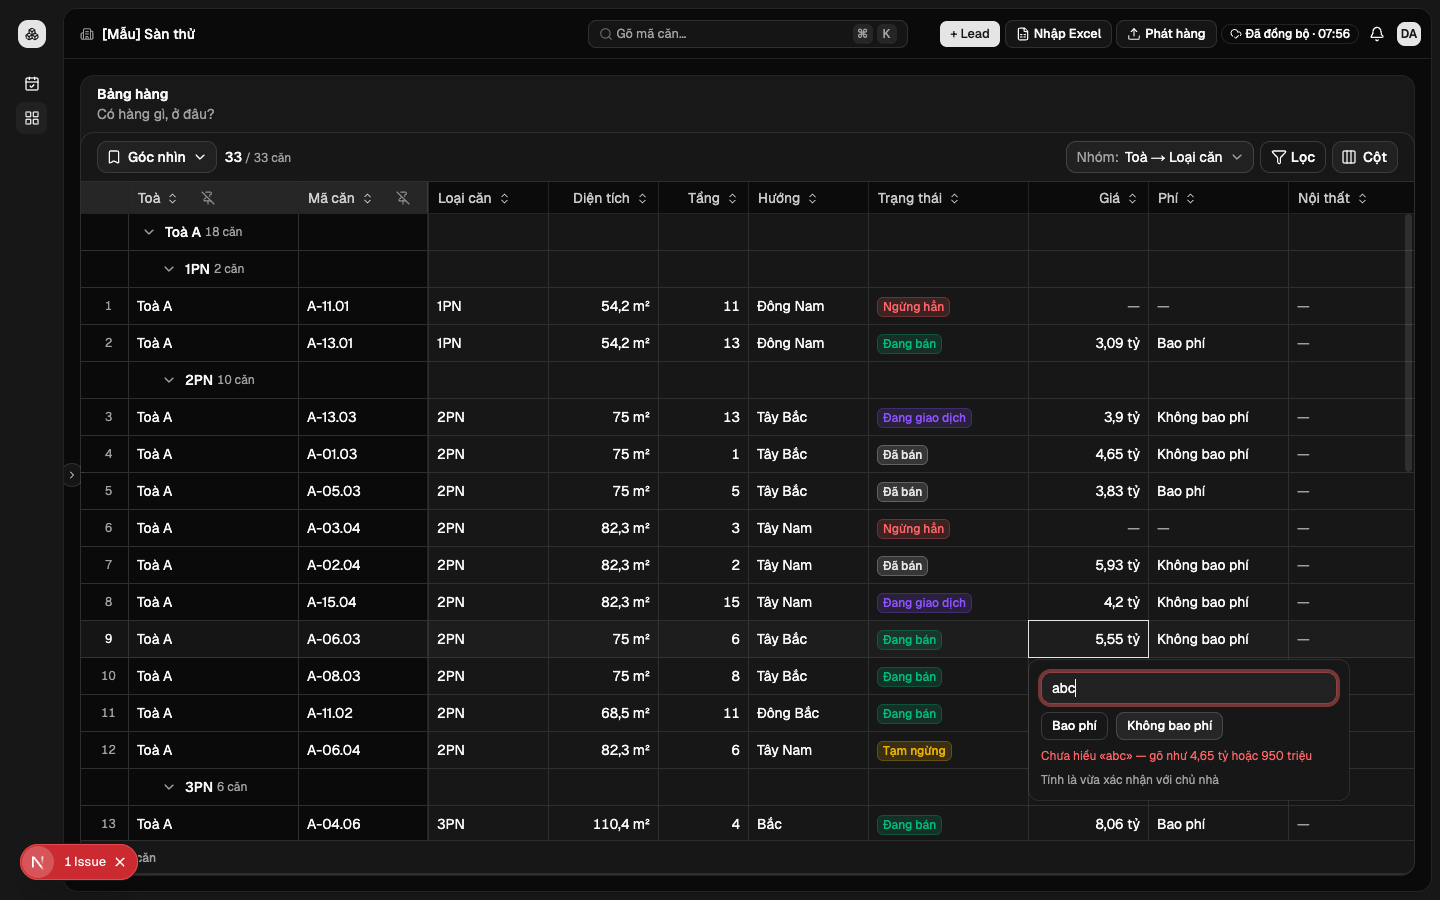 [Mẫu] Sàn thử
Gõ mã căn... ⌘ K
+ Lead
Nhập Excel
Phát hàng
Đã đồng bộ · 07:56
DA
Bảng hàng
Có hàng gì, ở đâu?
Góc nhìn 33 / 33 căn
Nhóm: Toà → Loại căn
Lọc
Cột
Toà Mã căn Loại căn Diện tích Tầng Hướng Trạng thái Giá Phí Nội thất
Toà A 18 căn
1PN 2 căn
1 Toà A A-11.01 1PN 54,2 m² 11 Đông Nam Ngừng hẳn — — —
2 Toà A A-13.01 1PN 54,2 m² 13 Đông Nam Đang bán 3,09 tỷ Bao phí —
2PN 10 căn
3 Toà A A-13.03 2PN 75 m² 13 Tây Bắc Đang giao dịch 3,9 tỷ Không bao phí —
4 Toà A A-01.03 2PN 75 m² 1 Tây Bắc Đã bán 4,65 tỷ Không bao phí —
5 Toà A A-05.03 2PN 75 m² 5 Tây Bắc Đã bán 3,83 tỷ Bao phí —
6 Toà A A-03.04 2PN 82,3 m² 3 Tây Nam Ngừng hẳn — — —
7 Toà A A-02.04 2PN 82,3 m² 2 Tây Nam Đã bán 5,93 tỷ Không bao phí —
8 Toà A A-15.04 2PN 82,3 m² 15 Tây Nam Đang giao dịch 4,2 tỷ Không bao phí —
9 Toà A A-06.03 2PN 75 m² 6 Tây Bắc Đang bán 5,55 tỷ Không bao phí —
10 Toà A A-08.03 2PN 75 m² 8 Tây Bắc Đang bán
11 Toà A A-11.02 2PN 68,5 m² 11 Đông Bắc Đang bán
12 Toà A A-06.04 2PN 82,3 m² 6 Tây Nam Tạm ngừng
abc
Bao phí Không bao phí
Chưa hiểu «abc» — gõ như 4,65 tỷ hoặc 950 triệu
Tính là vừa xác nhận với chủ nhà
3PN 6 căn
13 Toà A A-04.06 3PN 110,4 m² 4 Bắc Đang bán 8,06 tỷ Bao phí —
N 1 Issue
căn